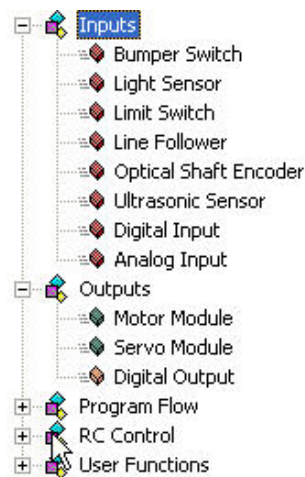 Inputs
Bumper Switch
Light Sensor
Limit Switch
Line Follower
Optical Shaft Encoder
Ultrasonic Sensor
Digital Input
Analog Input
Outputs
Motor Module
Servo Module
Digital Output
Program Flow
RC Control
User Functions